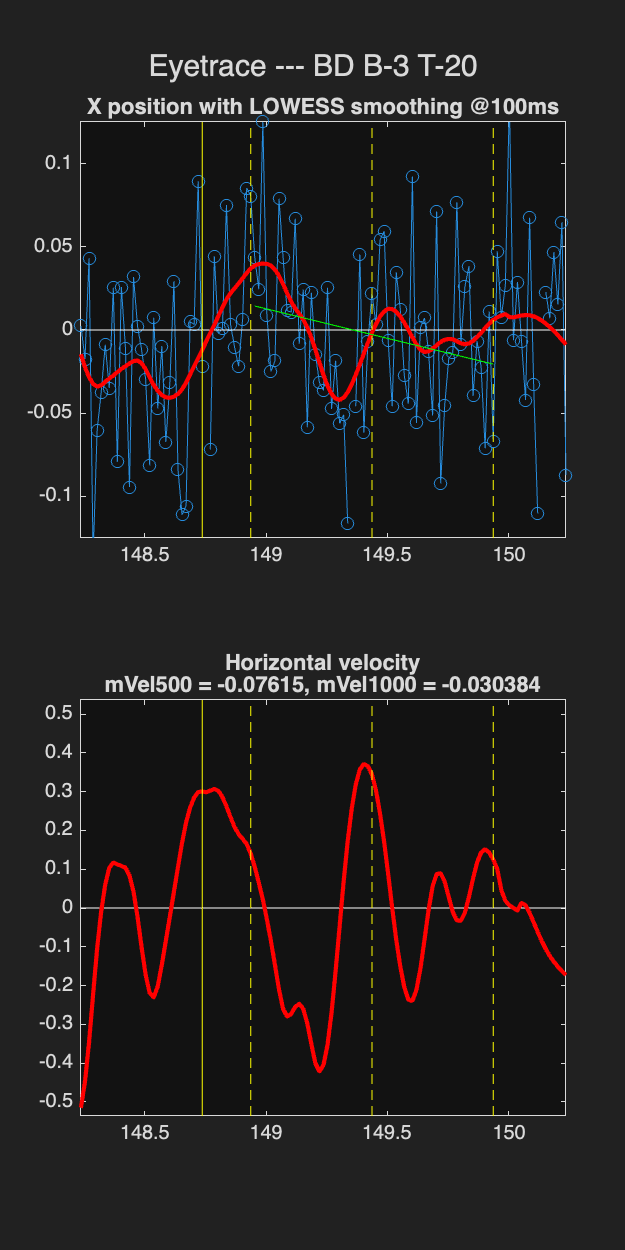 Eyetrace --- BD B-3 T-20
X position with LOWESS smoothing @100ms
0.1
0.05
0
-0.05
-0.1
148.5 149 149.5 150
Horizontal velocity
mVel500 = -0.07615, mVel1000 = -0.030384
0.5
0.4
0.3
0.2
0.1
0
-0.1
-0.2
-0.3
-0.4
-0.5
148.5 149 149.5 150